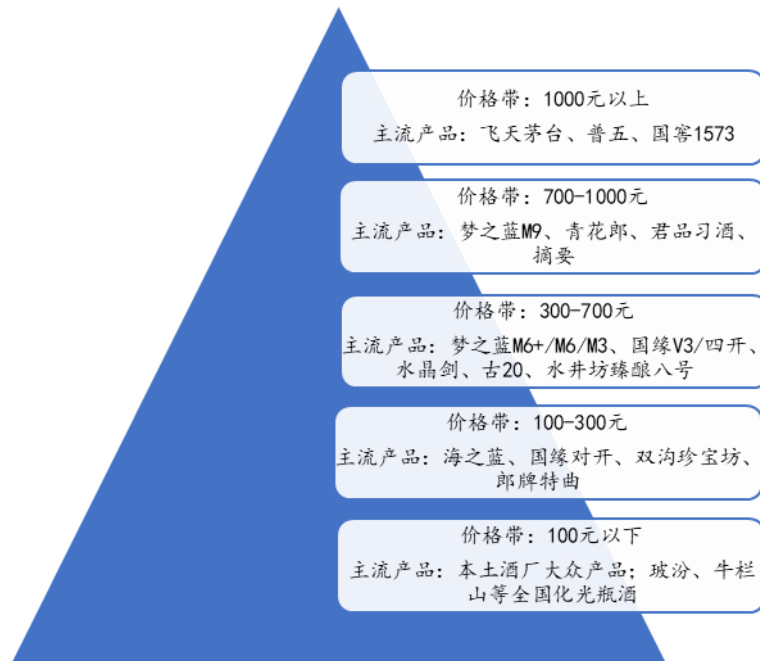 价格带：1000元以上
主流产品：飞天茅台、普五、国窖1573
价格带：700-1000元
主流产品：梦之蓝M9、青花郎、君品习酒、
摘要
价格带：300-700元
主流产品：梦之蓝M6+/M6/M3、国缘V3/四开、
水晶剑、古20、水井坊臻酿八号
价格带：100-300元
主流产品：海之蓝、国缘对开、双沟珍宝坊、
郎牌特曲
价格带：100元以下
主流产品：本土酒厂大众产品；玻汾、牛栏
山等全国化光瓶酒